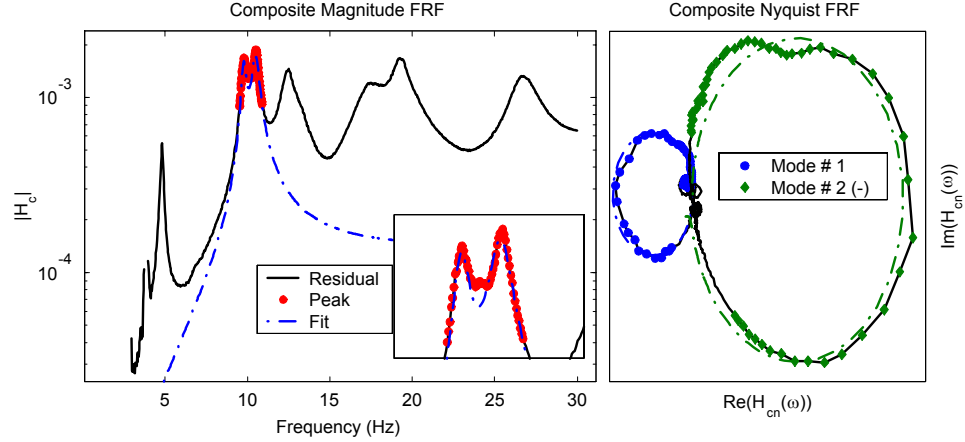 Composite Magnitude FRF
|H_c|
10^-3
10^-4
Residual
Peak
Fit
5 10 15 20 25 30
Frequency (Hz)
Composite Nyquist FRF
Mode # 1
Mode # 2 (-)
Im(H_cn(ω))
Re(H_cn(ω))